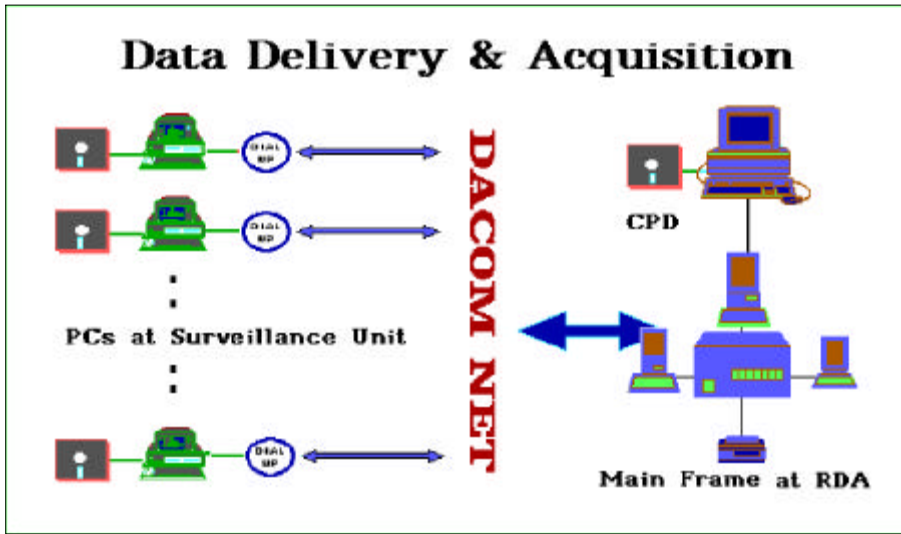 Data Delivery & Acquisition
DIAL
UP
DIAL
UP
PCs at Surveillance Unit
DIAL
UP
DACOM NET
CPD
Main Frame at RDA